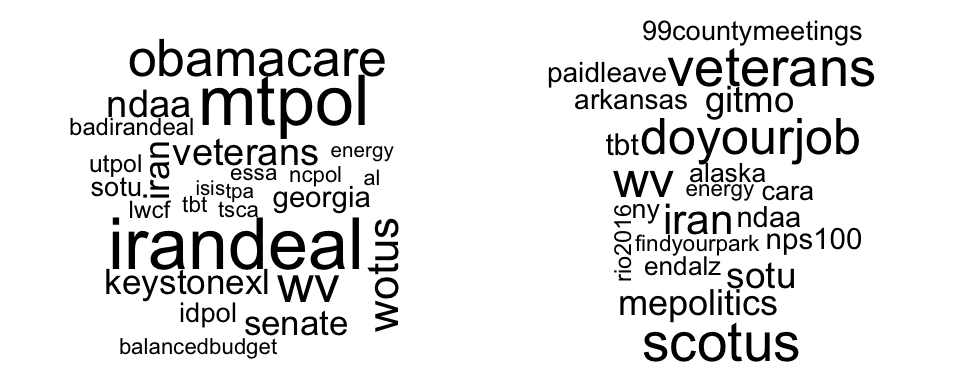 obamacare
ndaa mtpol
badirandeal
iran veterans energy
utpol essa ncpol al
sotu isis tpa georgia
lwcf tbt tsca
irandeal wotus
keystonexl wv
idpol senate
balancedbudget
99countymeetings
paidleave veterans
arkansas gitmo
tbt doyourjob
wv alaska
energy cara
rio2016 ny iran ndaa
findyourpark nps100
endalz sotu
mepolitics
scotus